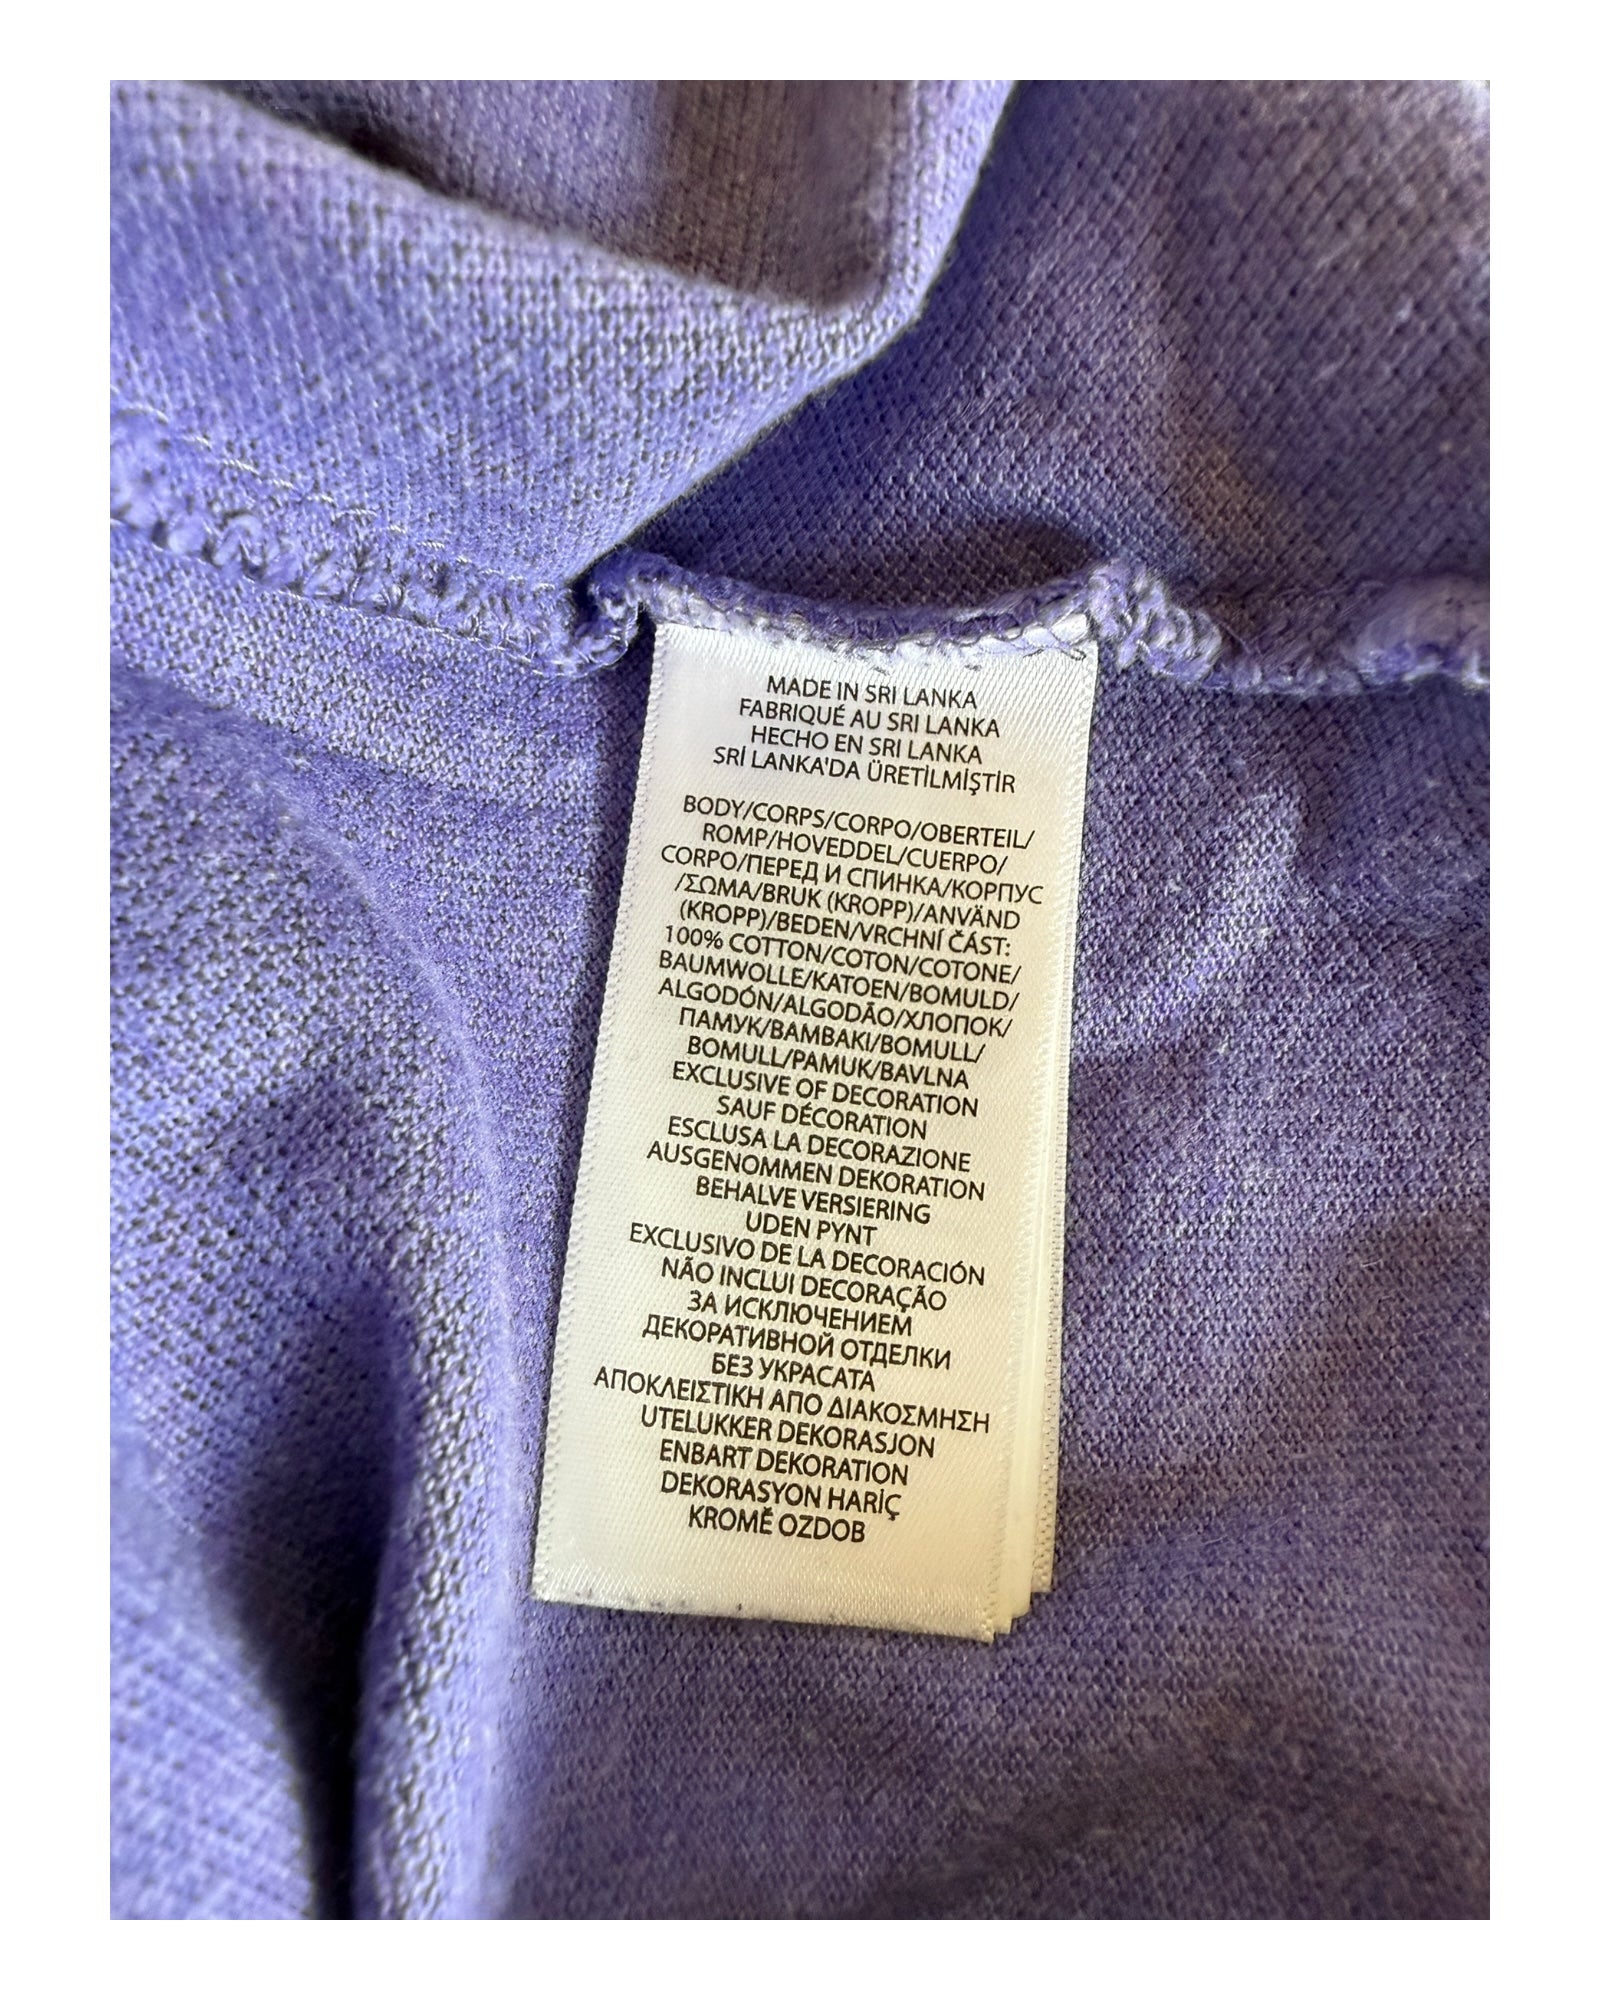 MADE IN SRI LANKA
FABRIQUÉ AU SRI LANKA
HECHO EN SRI LANKA
SRİ LANKA'DA ÜRETİLMİŞTİR
BODY/CORPS/CORPO/OBERTEIL/
ROMP/HOVEDDEL/CUERPO/
CORPO/ПЕРЕД И СПИНКА/КОРПУС
/ΣΩΜΑ/BRUK (KROPP)/ANVÄND
(KROPP)/BEDEN/VRCHNÍ ČÁST:
100% COTTON/COTON/COTONE/
BAUMWOLLE/KATOEN/BOMULD/
ALGODÓN/ALGODÃO/ХЛОПОК/
ПАМУК/BAMBAKI/BOMULL/
BOMULL/PAMUK/BAVLNA
EXCLUSIVE OF DECORATION
SAUF DÉCORATION
ESCLUSA LA DECORAZIONE
AUSGENOMMEN DEKORATION
BEHALVE VERSIERING
UDEN PYNT
EXCLUSIVO DE LA DECORACIÓN
NÃO INCLUI DECORAÇÃO
ЗА ИСКЛЮЧЕНИЕМ
ДЕКОРАТИВНОЙ ОТДЕЛКИ
БЕЗ УКРАСАТА
ΑΠΟΚΛΕΙΣΤΙΚΗ ΑΠΟ ΔΙΑΚΟΣΜΗΣΗ
UTELUKKER DEKORASJON
ENBART DEKORATION
DEKORASYON HARİÇ
KROMĚ OZDOB